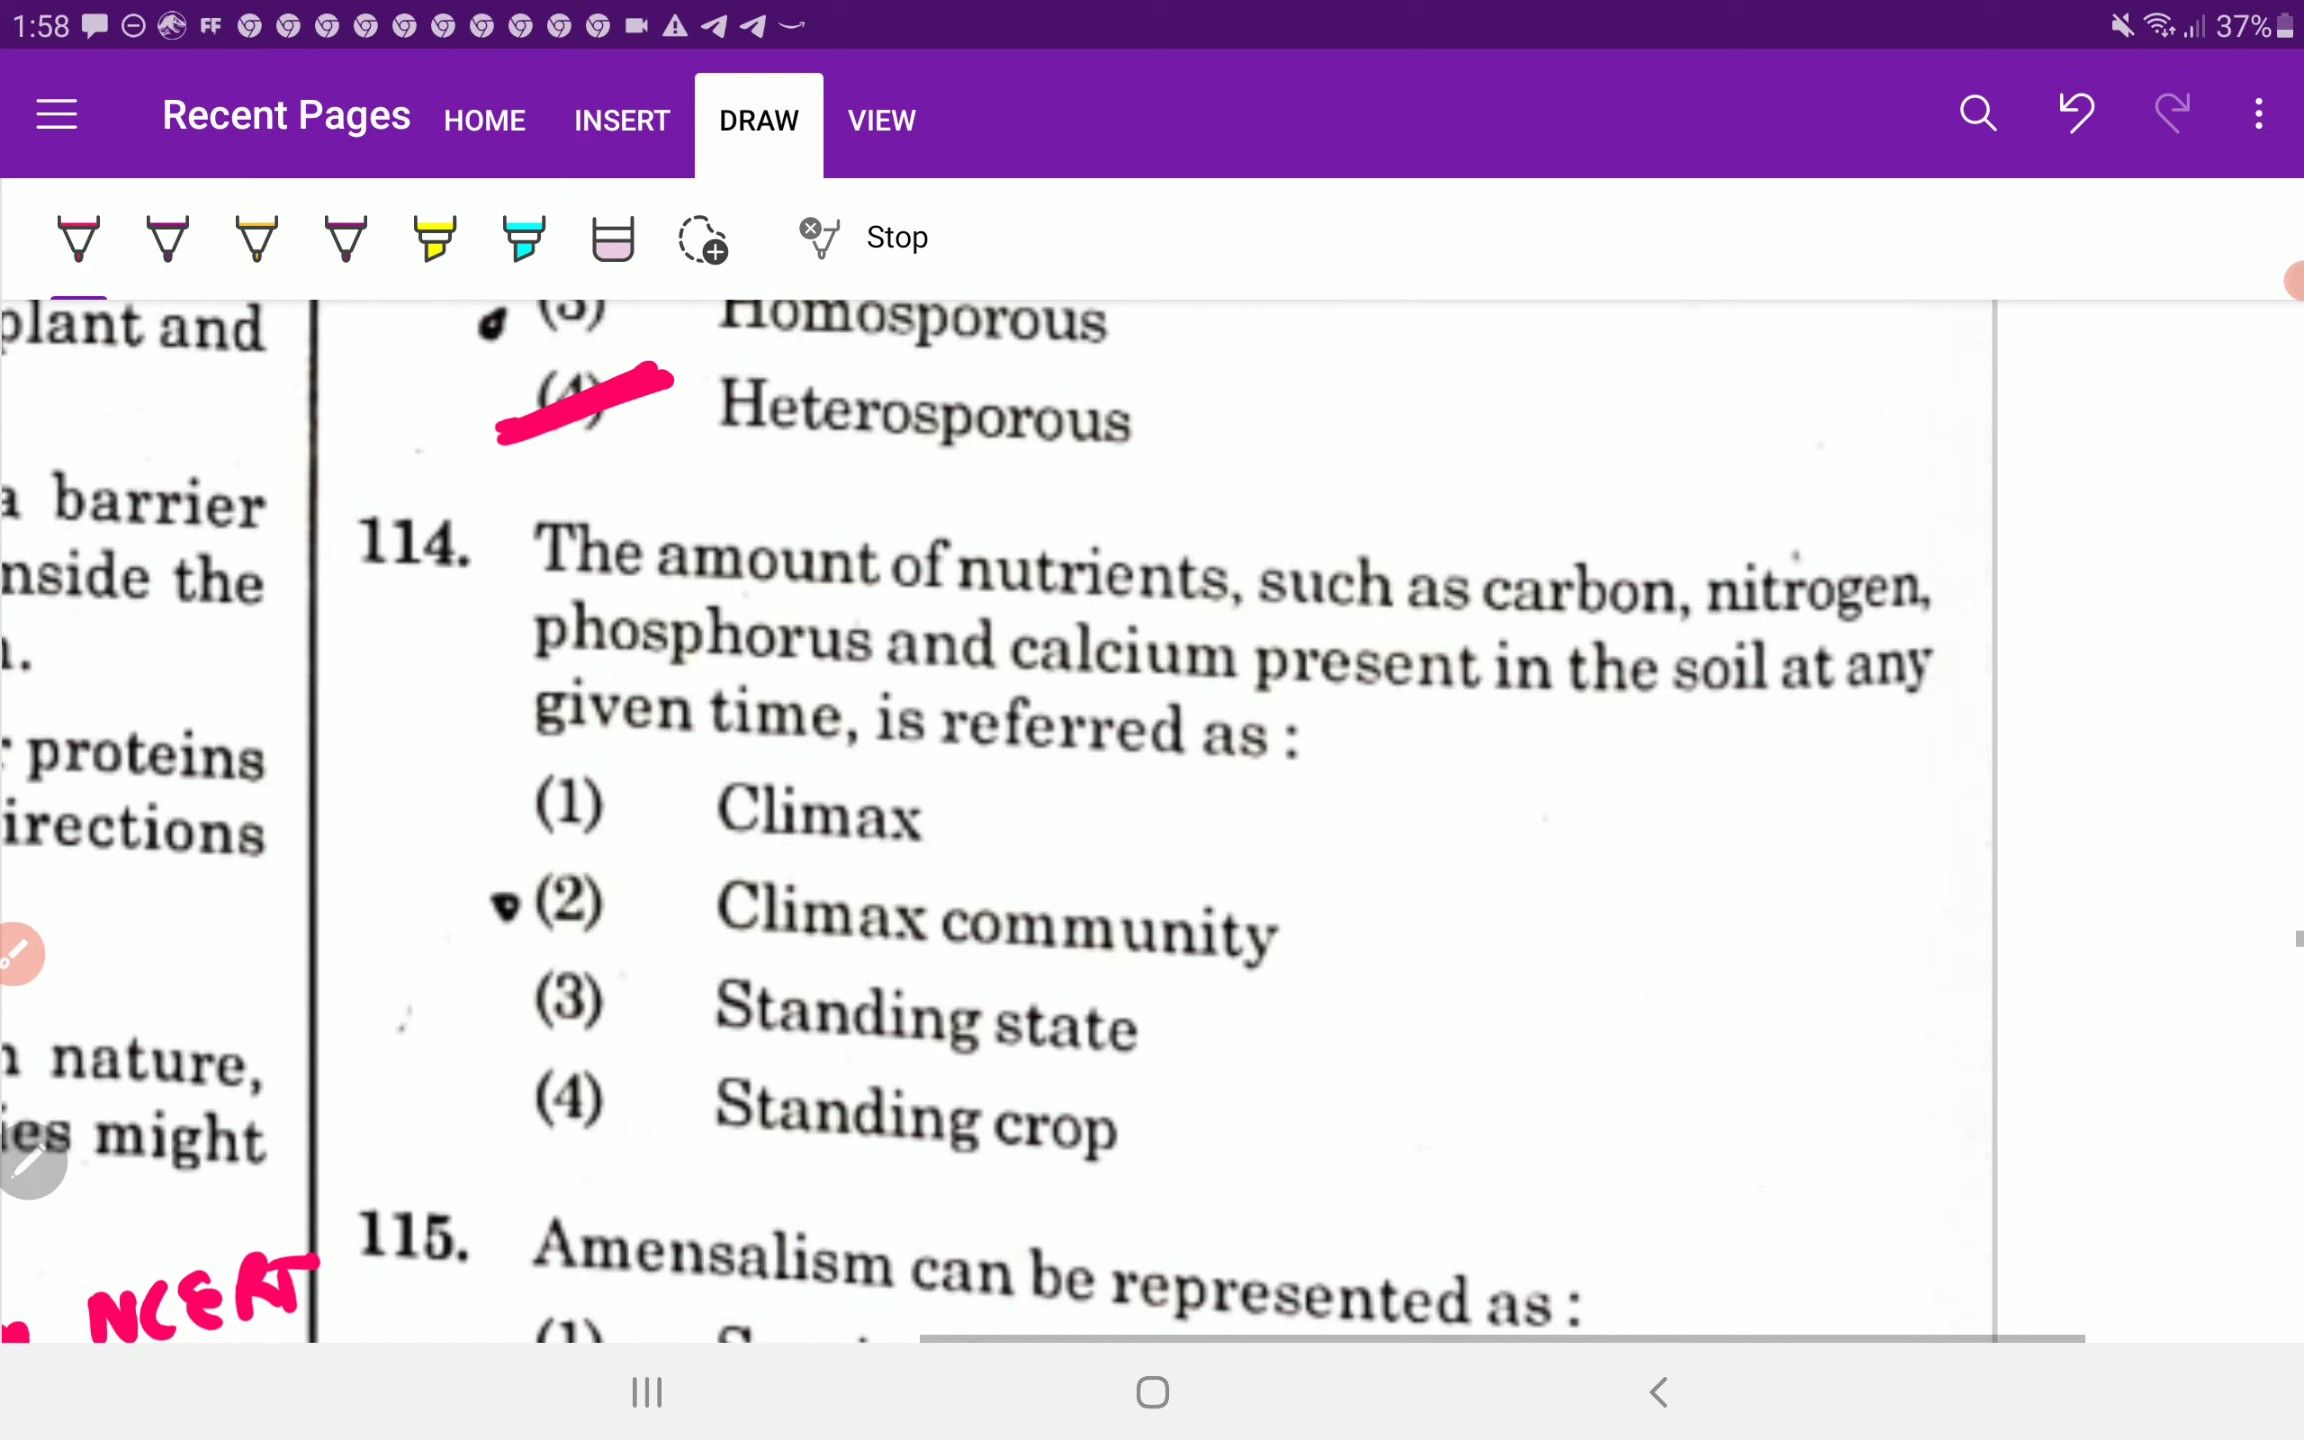 1:58 FF 37%
Recent Pages HOME INSERT DRAW VIEW
Stop
plant and
a barrier
nside the
proteins
irections
nature,
ies might
NCERT
(3) Homosporous
(4) Heterosporous
114. The amount of nutrients, such as carbon, nitrogen,
phosphorus and calcium present in the soil at any
given time, is referred as :
(1) Climax
(2) Climax community
(3) Standing state
(4) Standing crop
115. Amensalism can be represented as :
(1)